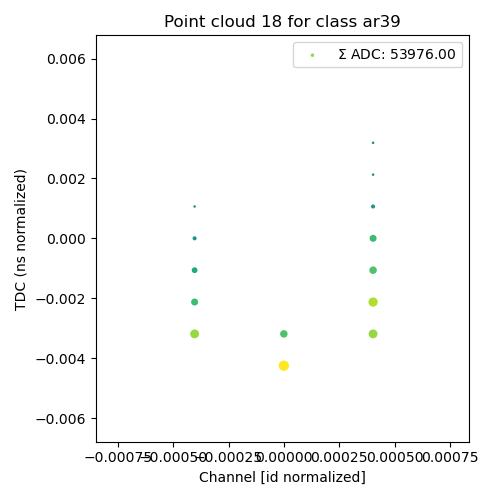 Point cloud 18 for class ar39
Σ ADC: 53976.00
TDC (ns normalized)
0.006
0.004
0.002
0.000
−0.002
−0.004
−0.006
−0.00075 −0.00050 −0.00025 0.00000 0.00025 0.00050 0.00075
Channel [id normalized]